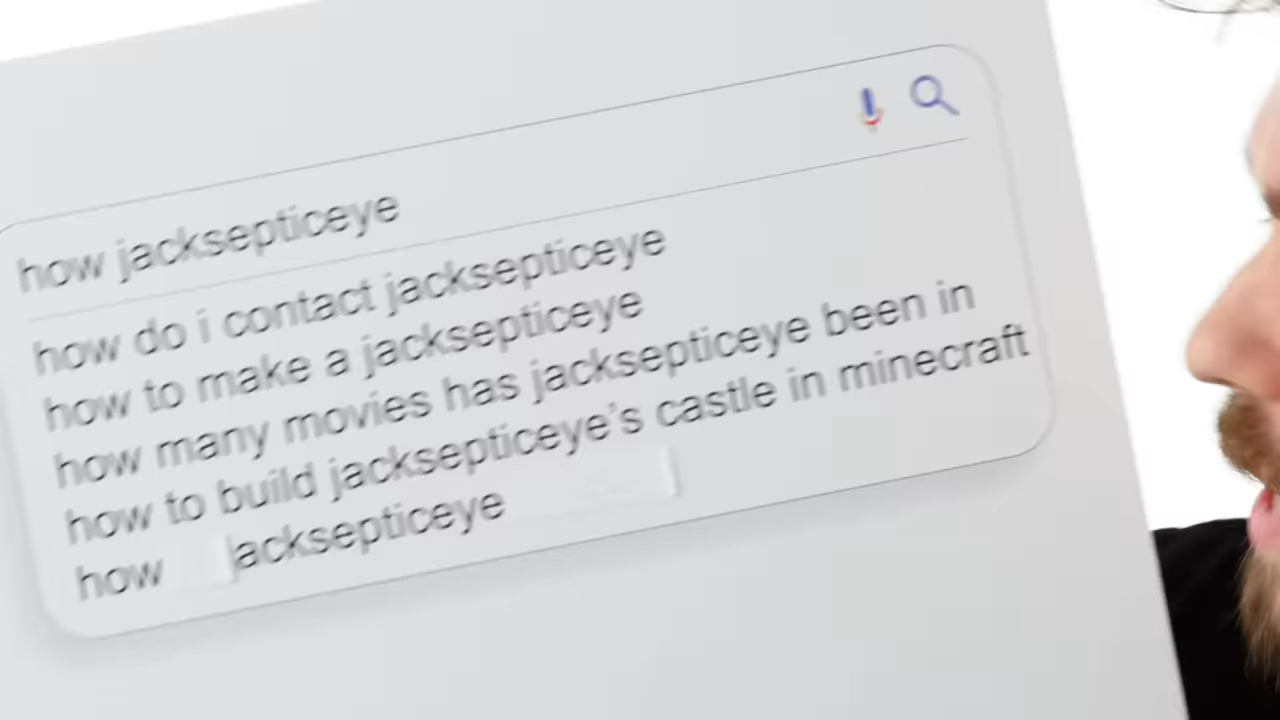 how jacksepticeye
how do i contact jacksepticeye
how to make a jacksepticeye
how many movies has jacksepticeye been in
how to build jacksepticeye's castle in minecraft
how jacksepticeye